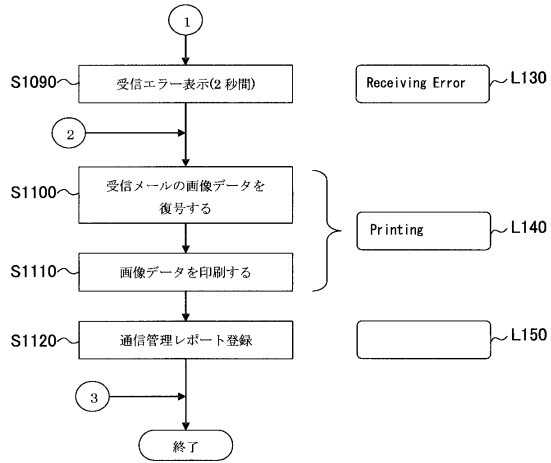 1
S1090
受信エラー表示(2 秒間)
Receiving Error
L130
2
S1100
受信メールの画像データを
復号する
Printing
L140
S1110
画像データを印刷する
S1120
通信管理レポート登録
L150
3
終了